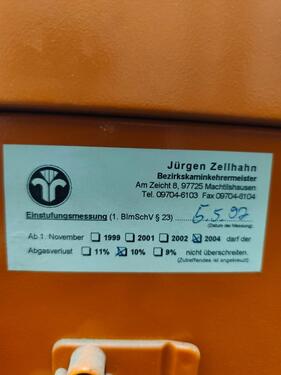 Jürgen Zellhahn
Bezirkskaminkehrermeister
Am Zeicht 8, 97725 Machtilshausen
Tel. 09704-6103 Fax 09704-6104
Einstufungsmessung (1. BImSchV § 23) 5.5.97
(Datum der Messung)
Ab 1. November ☐ 1999 ☐ 2001 ☐ 2002 ☒ 2004 darf der
Abgasverlust ☐ 11% ☒ 10% ☐ 9% nicht überschreiten.
(Zutreffendes ist angekreuzt)